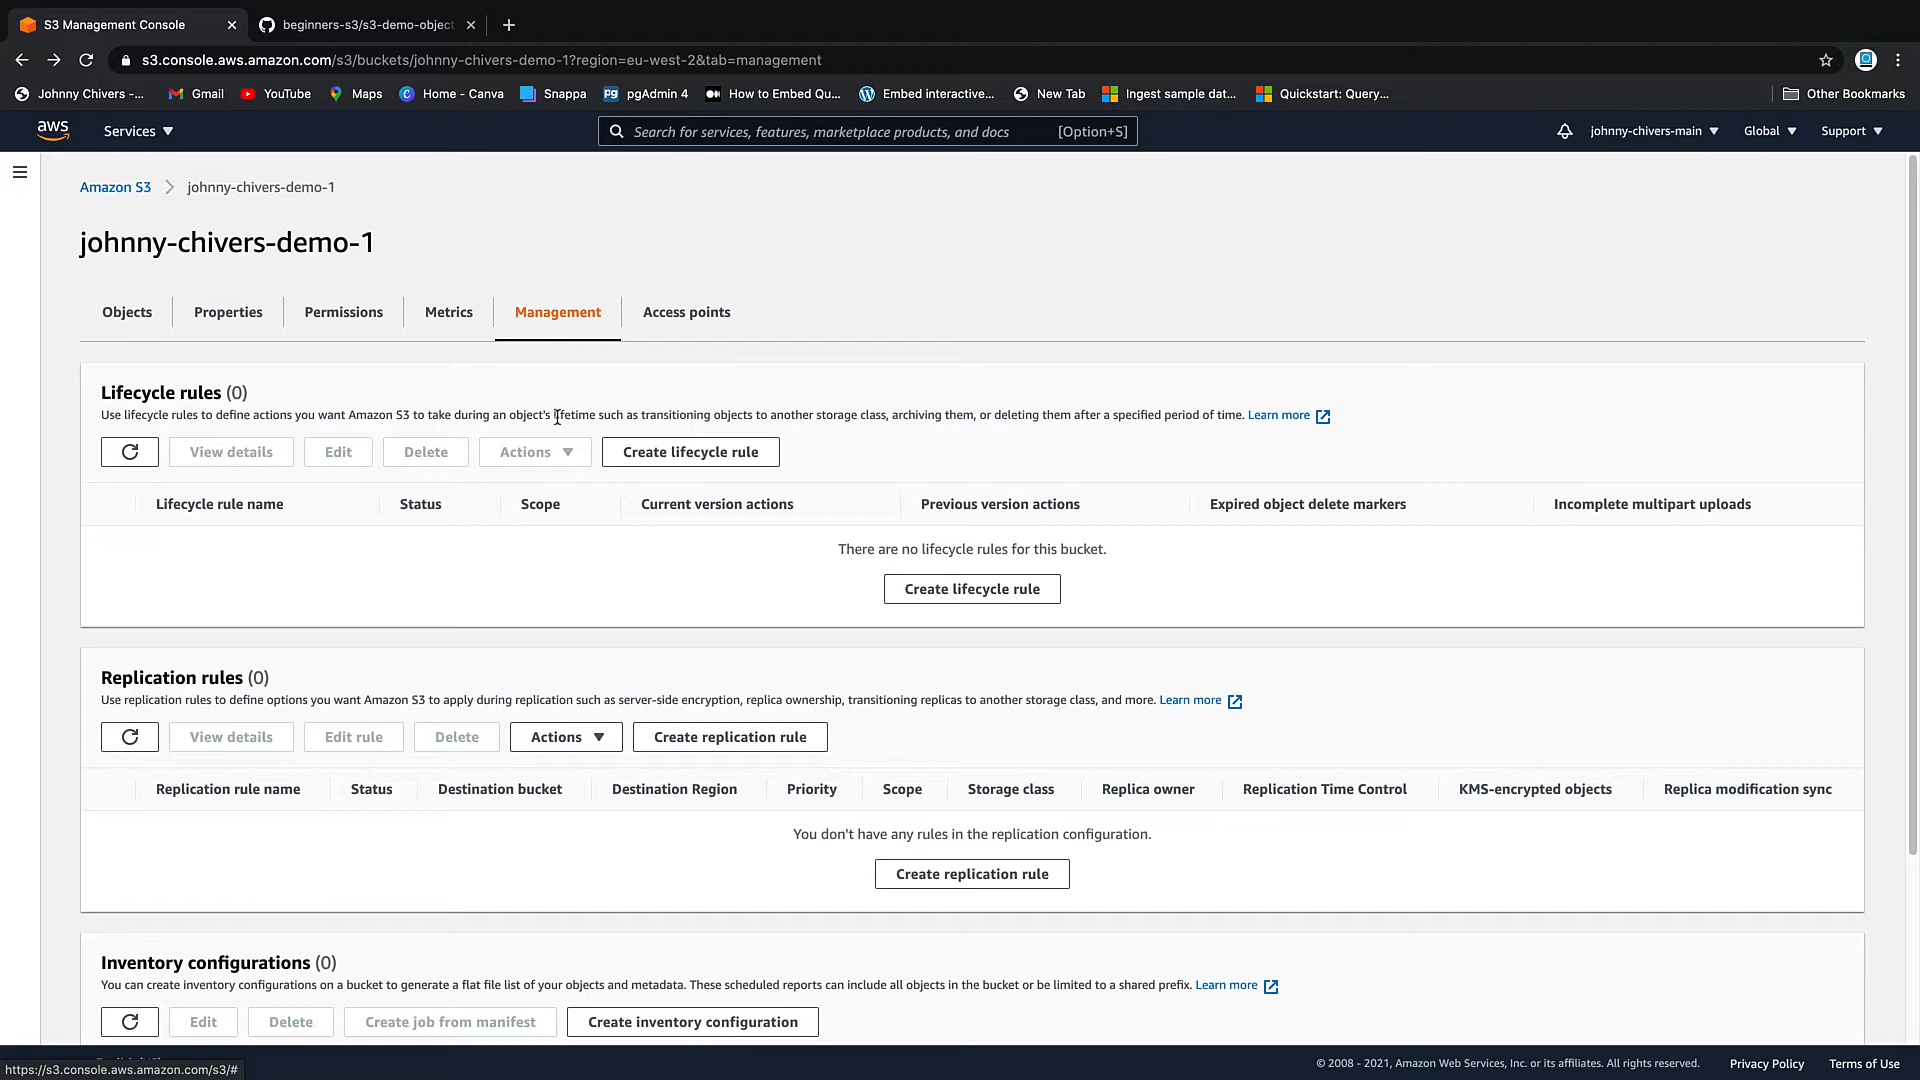 S3 Management Console
beginners-s3/s3-demo-object
s3.console.aws.amazon.com/s3/buckets/johnny-chivers-demo-1?region=eu-west-2&tab=management
Johnny Chivers -... Gmail YouTube Maps Home - Canva Snappa pgAdmin 4 How to Embed Qu... Embed interactive... New Tab Ingest sample dat... Quickstart: Query... Other Bookmarks
aws Services Search for services, features, marketplace products, and docs [Option+S] johnny-chivers-main Global Support
Amazon S3 johnny-chivers-demo-1
johnny-chivers-demo-1
Objects Properties Permissions Metrics Management Access points
Lifecycle rules (0)
Use lifecycle rules to define actions you want Amazon S3 to take during an object's lifetime such as transitioning objects to another storage class, archiving them, or deleting them after a specified period of time. Learn more
View details Edit Delete Actions Create lifecycle rule
Lifecycle rule name Status Scope Current version actions Previous version actions Expired object delete markers Incomplete multipart uploads
There are no lifecycle rules for this bucket.
Create lifecycle rule
Replication rules (0)
Use replication rules to define options you want Amazon S3 to apply during replication such as server-side encryption, replica ownership, transitioning replicas to another storage class, and more. Learn more
View details Edit rule Delete Actions Create replication rule
Replication rule name Status Destination bucket Destination Region Priority Scope Storage class Replica owner Replication Time Control KMS-encrypted objects Replica modification sync
You don't have any rules in the replication configuration.
Create replication rule
Inventory configurations (0)
You can create inventory configurations on a bucket to generate a flat file list of your objects and metadata. These scheduled reports can include all objects in the bucket or be limited to a shared prefix. Learn more
Edit Delete Create job from manifest Create inventory configuration
© 2008 - 2021, Amazon Web Services, Inc. or its affiliates. All rights reserved. Privacy Policy Terms of Use
https://s3.console.aws.amazon.com/s3/#